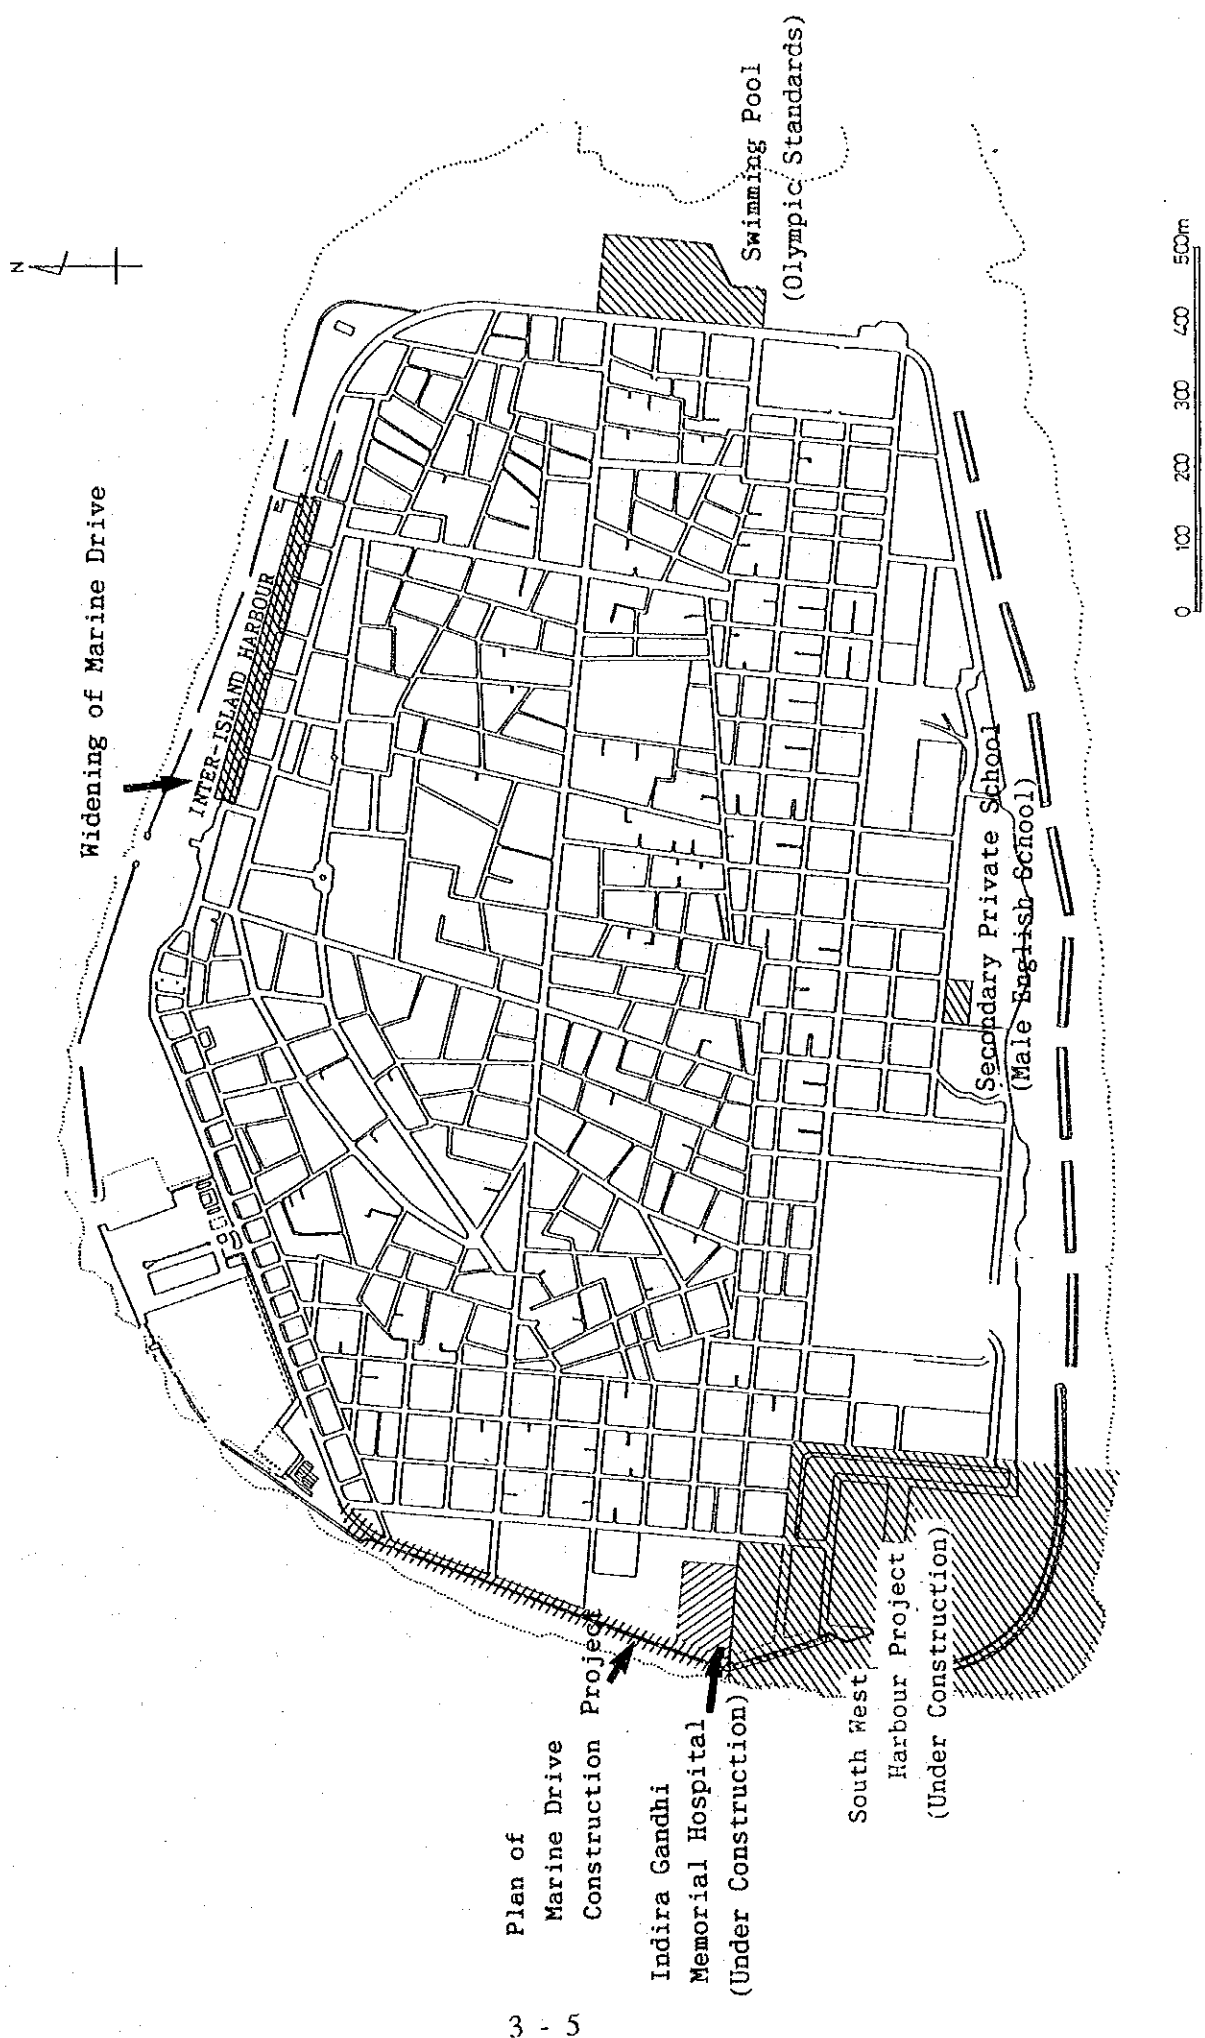 N
Widening of Marine Drive
INTER-ISLAND HARBOUR
Swimming Pool
(Olympic Standards)
(Secondary Private School
(Male English School)
Plan of
Marine Drive
Construction Project
Indira Gandhi
Memorial Hospital
(Under Construction)
South West
Harbour Project
(Under Construction)
0 100 200 300 400 500m
3 - 5